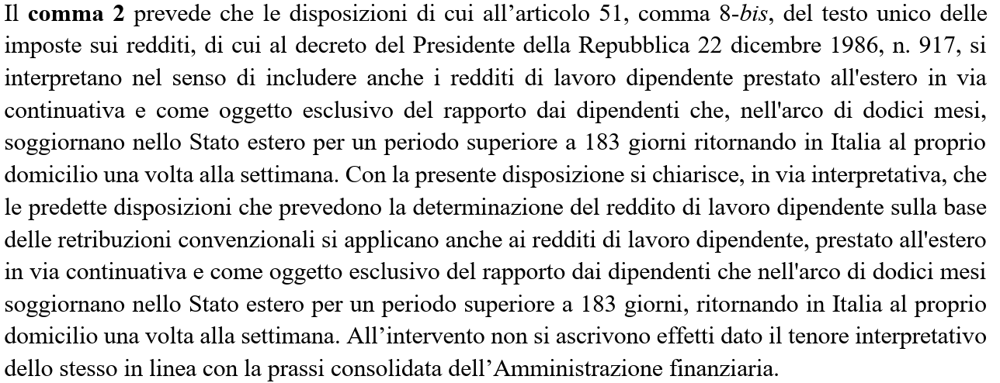 Il comma 2 prevede che le disposizioni di cui all’articolo 51, comma 8-bis, del testo unico delle
imposte sui redditi, di cui al decreto del Presidente della Repubblica 22 dicembre 1986, n. 917, si
interpretano nel senso di includere anche i redditi di lavoro dipendente prestato all'estero in via
continuativa e come oggetto esclusivo del rapporto dai dipendenti che, nell'arco di dodici mesi,
soggiornano nello Stato estero per un periodo superiore a 183 giorni ritornando in Italia al proprio
domicilio una volta alla settimana. Con la presente disposizione si chiarisce, in via interpretativa, che
le predette disposizioni che prevedono la determinazione del reddito di lavoro dipendente sulla base
delle retribuzioni convenzionali si applicano anche ai redditi di lavoro dipendente, prestato all'estero
in via continuativa e come oggetto esclusivo del rapporto dai dipendenti che nell'arco di dodici mesi
soggiornano nello Stato estero per un periodo superiore a 183 giorni, ritornando in Italia al proprio
domicilio una volta alla settimana. All’intervento non si ascrivono effetti dato il tenore interpretativo
dello stesso in linea con la prassi consolidata dell’Amministrazione finanziaria.